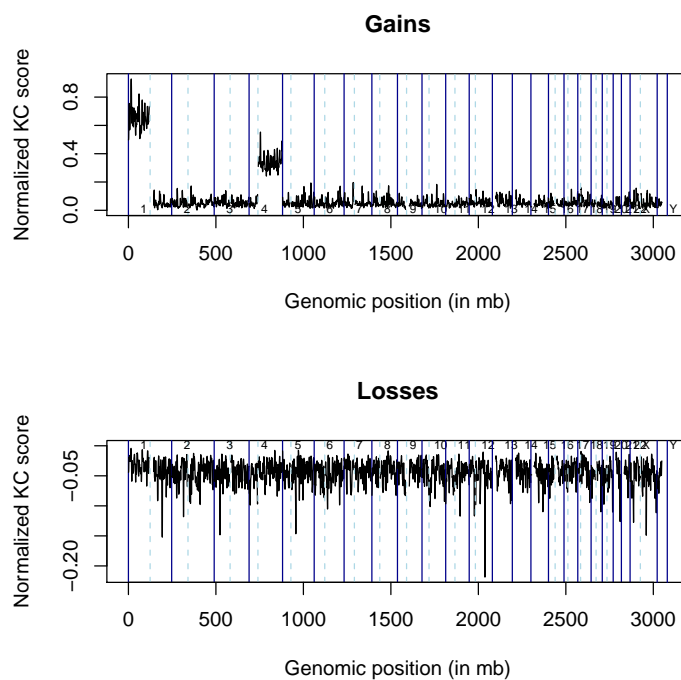 Gains
Normalized KC score
0.0 0.4 0.8
1 2 3 4 5 6 7 8 9 10 11 12 13 14 15 16 17 18 19 20 21 22 X Y
0 500 1000 1500 2000 2500 3000
Genomic position (in mb)
Losses
Normalized KC score
−0.20 −0.05
1 2 3 4 5 6 7 8 9 10 11 12 13 14 15 16 17 18 19 20 21 22 X Y
0 500 1000 1500 2000 2500 3000
Genomic position (in mb)